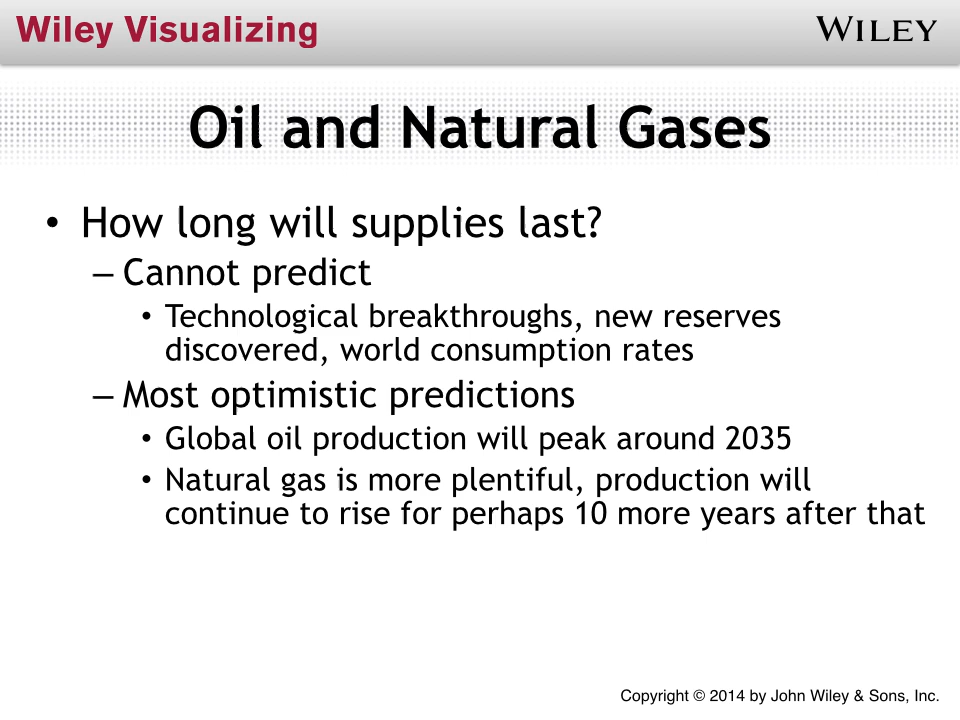 Wiley Visualizing
WILEY
Oil and Natural Gases
• How long will supplies last?
– Cannot predict
• Technological breakthroughs, new reserves
discovered, world consumption rates
– Most optimistic predictions
• Global oil production will peak around 2035
• Natural gas is more plentiful, production will
continue to rise for perhaps 10 more years after that
Copyright © 2014 by John Wiley & Sons, Inc.